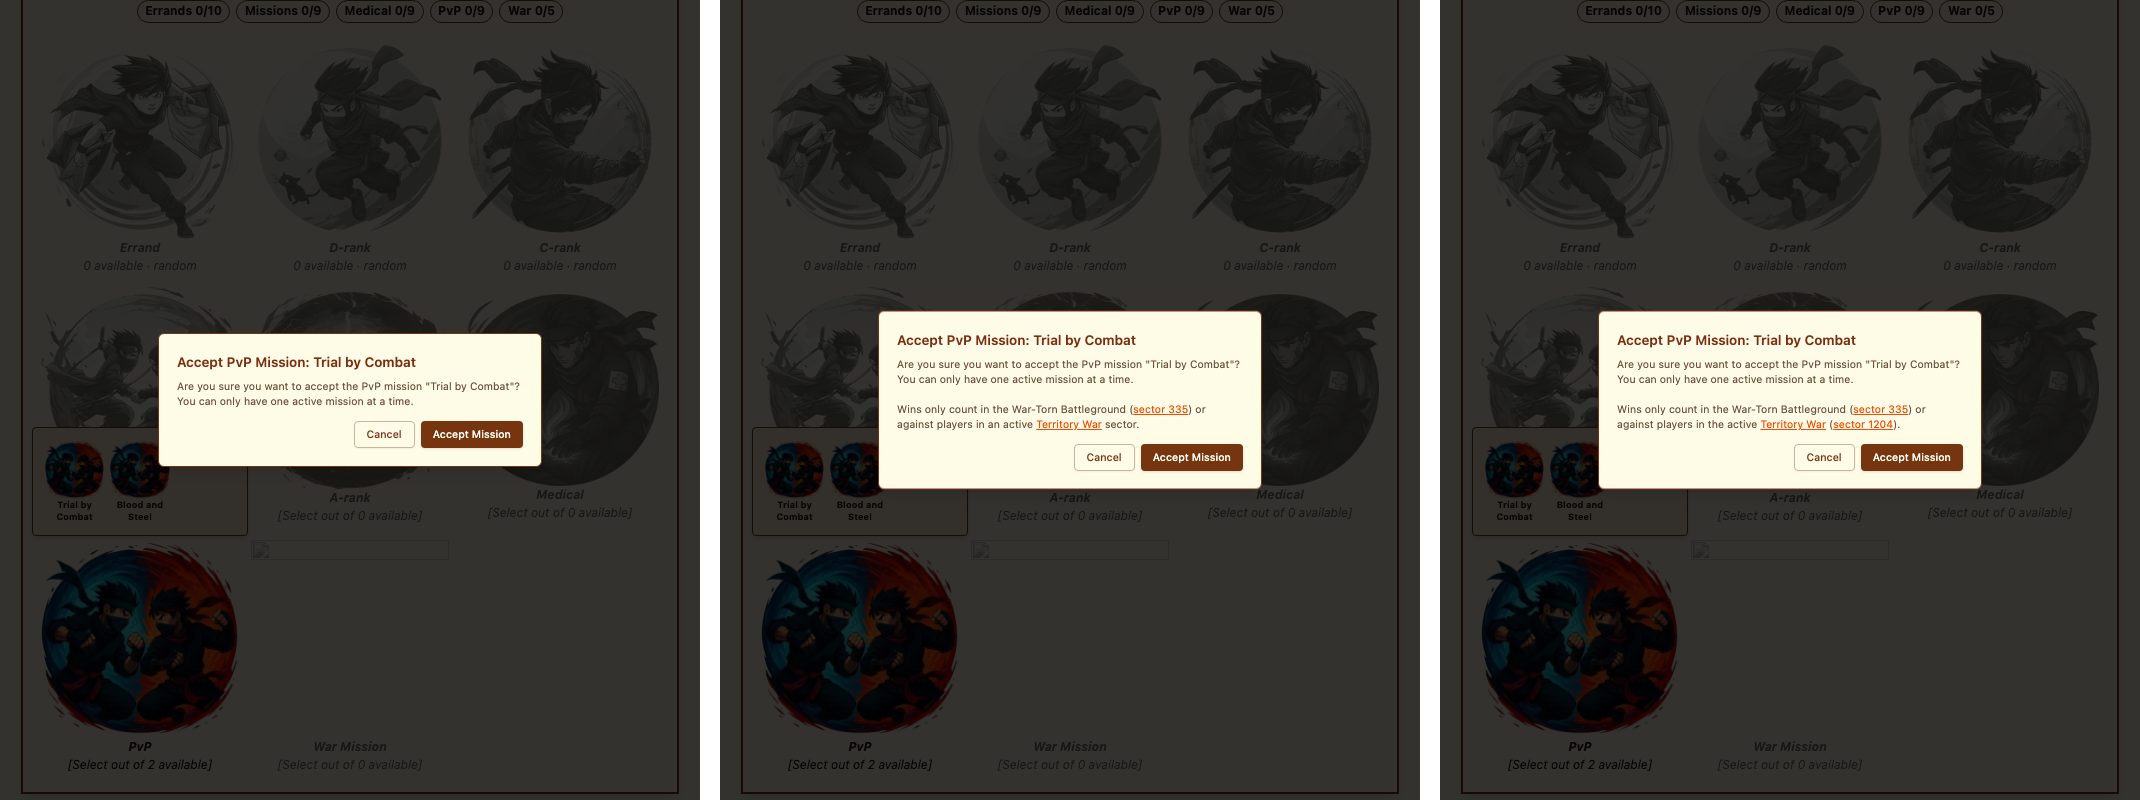 Errands 0/10 Missions 0/9 Medical 0/9 PvP 0/9 War 0/5
Errand D-rank C-rank
0 available · random 0 available · random 0 available · random
Accept PvP Mission: Trial by Combat
Are you sure you want to accept the PvP mission "Trial by Combat"?
You can only have one active mission at a time.
Cancel Accept Mission
Trial by
Combat
Blood and
Steel
A-rank
[Select out of 0 available]
Medical
[Select out of 0 available]
PvP War Mission
[Select out of 2 available] [Select out of 0 available]
Errands 0/10 Missions 0/9 Medical 0/9 PvP 0/9 War 0/5
Errand D-rank C-rank
0 available · random 0 available · random 0 available · random
Accept PvP Mission: Trial by Combat
Are you sure you want to accept the PvP mission "Trial by Combat"?
You can only have one active mission at a time.
Wins only count in the War-Torn Battleground (sector 335) or
against players in an active Territory War sector.
Cancel Accept Mission
Trial by
Combat
Blood and
Steel
A-rank
[Select out of 0 available]
Medical
[Select out of 0 available]
PvP War Mission
[Select out of 2 available] [Select out of 0 available]
Errands 0/10 Missions 0/9 Medical 0/9 PvP 0/9 War 0/5
Errand D-rank C-rank
0 available · random 0 available · random 0 available · random
Accept PvP Mission: Trial by Combat
Are you sure you want to accept the PvP mission "Trial by Combat"?
You can only have one active mission at a time.
Wins only count in the War-Torn Battleground (sector 335) or
against players in the active Territory War (sector 1204).
Cancel Accept Mission
Trial by
Combat
Blood and
Steel
A-rank
[Select out of 0 available]
Medical
[Select out of 0 available]
PvP War Mission
[Select out of 2 available] [Select out of 0 available]